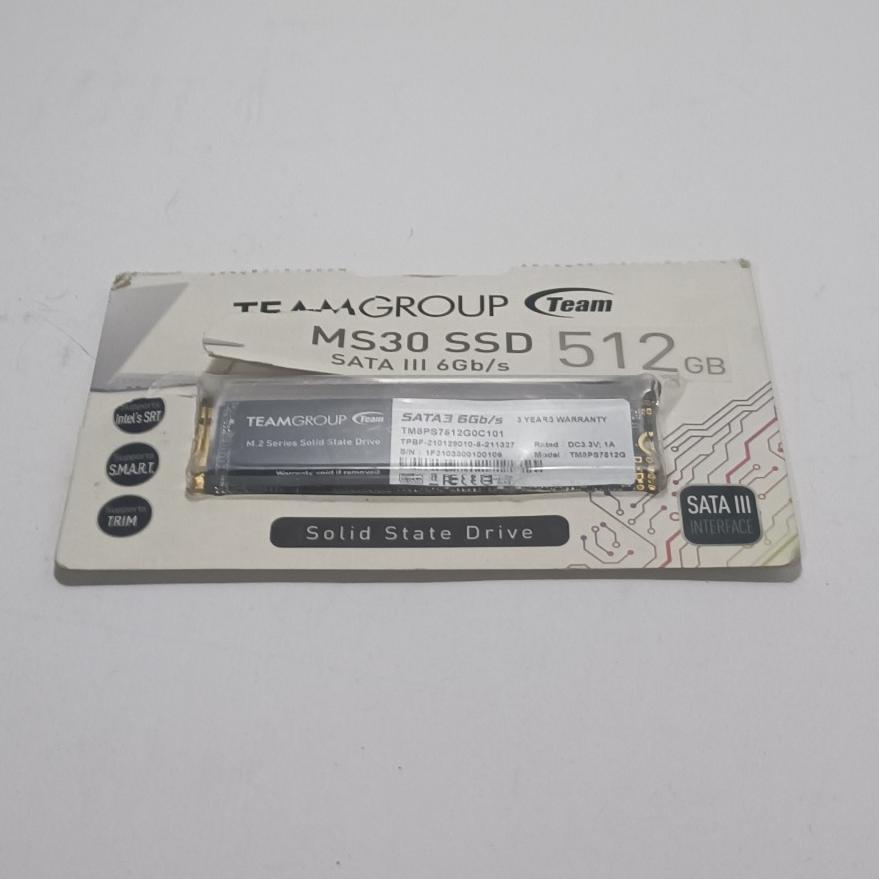 TEAMGROUP Team
MS30 SSD 512GB
SATA III 6Gb/s
Supports
Intel's SRT
Supports
S.M.A.R.T.
Supports
TRIM
TEAMGROUP Team
M.2 Series Solid State Drive
Warranty void if removed
SATA3 6Gb/s 3 YEARS WARRANTY
TM8PS7512G0C101
TPBF-210129010-8-211327 Rated : DC3.3V; 1A
S/N : 1F3103300100106 Model : TM8PS7512G
Solid State Drive
SATA III
INTERFACE